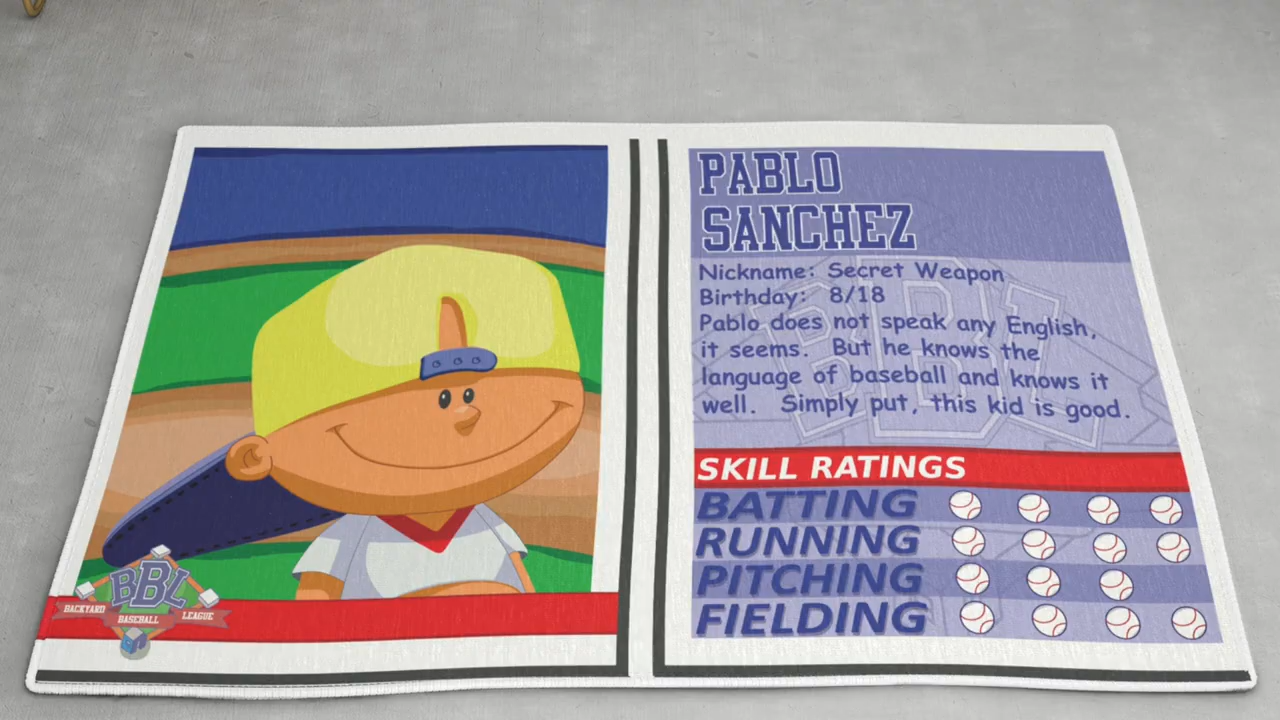 BBL
BACKYARD
BASEBALL
LEAGUE
PABLO
SANCHEZ
Nickname: Secret Weapon
Birthday: 8/18
Pablo does not speak any English,
it seems. But he knows the
language of baseball and knows it
well. Simply put, this kid is good.
SKILL RATINGS
BATTING
RUNNING
PITCHING
FIELDING